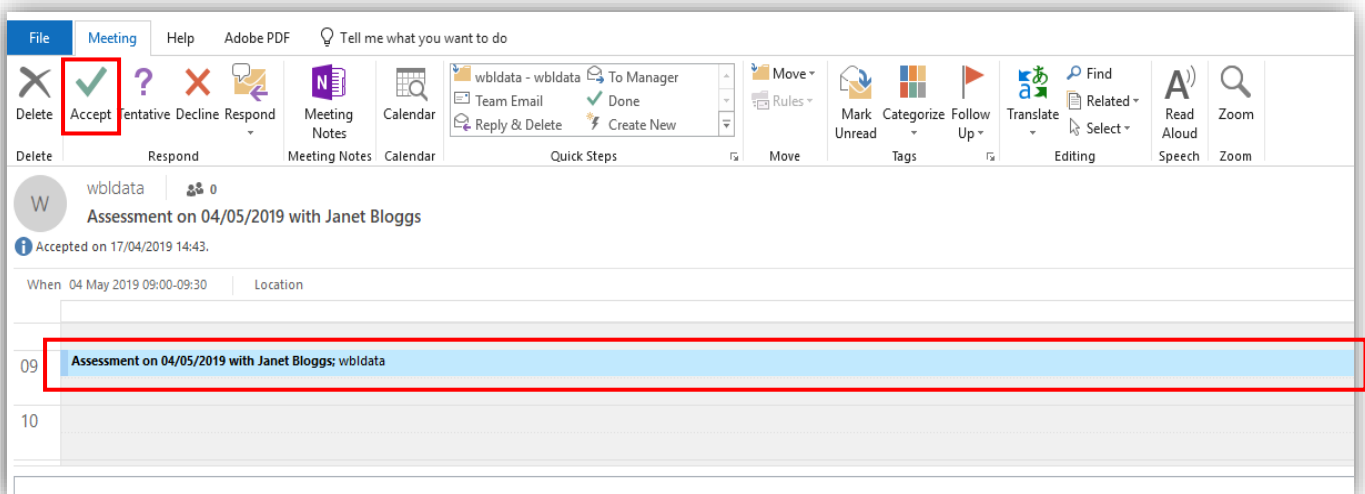 File Meeting Help Adobe PDF Tell me what you want to do
Delete Accept Tentative Decline Respond Meeting Notes Calendar
wbldata - wbldata To Manager
Team Email Done
Reply & Delete Create New
Move
Rules
Mark Unread Categorize Follow Up Translate
Find
Related
Select
Read Aloud Zoom
Delete Respond Meeting Notes Calendar Quick Steps Move Tags Editing Speech Zoom
W
wbldata 0
Assessment on 04/05/2019 with Janet Bloggs
Accepted on 17/04/2019 14:43.
When 04 May 2019 09:00-09:30 Location
09 Assessment on 04/05/2019 with Janet Bloggs; wbldata
10